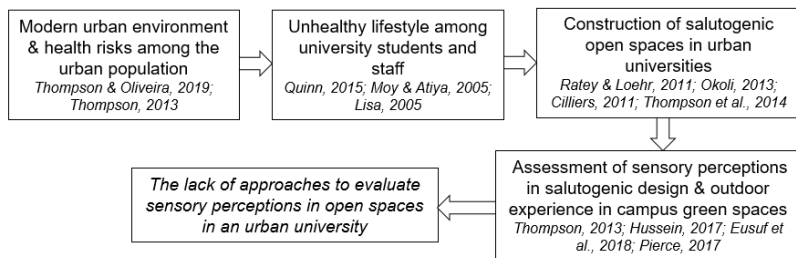 Modern urban environment
& health risks among the
urban population
Thompson & Oliveira, 2019;
Thompson, 2013
Unhealthy lifestyle among
university students and
staff
Quinn, 2015; Moy & Atiya, 2005;
Lisa, 2005
Construction of salutogenic
open spaces in urban
universities
Ratey & Loehr, 2011; Okoli, 2013;
Cilliers, 2011; Thompson et al., 2014
Assessment of sensory perceptions
in salutogenic design & outdoor
experience in campus green spaces
Thompson, 2013; Hussein, 2017; Eusuf et
al., 2018; Pierce, 2017
The lack of approaches to evaluate
sensory perceptions in open spaces
in an urban university